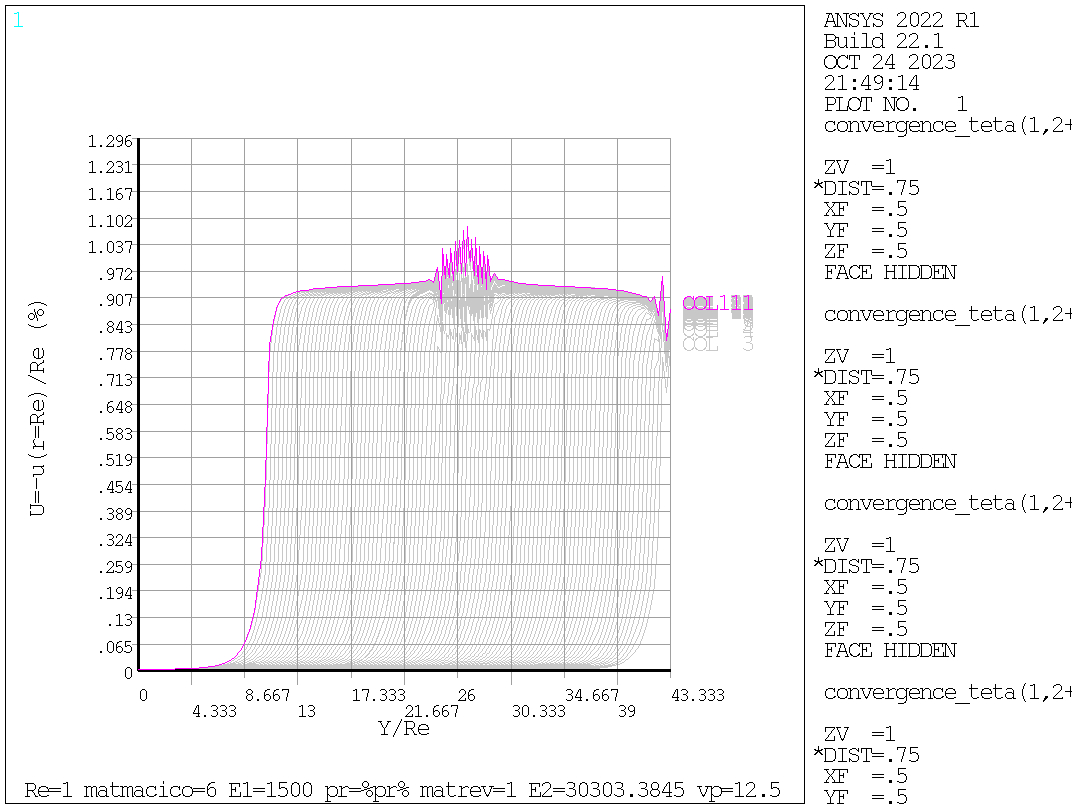 1
ANSYS 2022 R1
Build 22.1
OCT 24 2023
21:49:14
PLOT NO. 1
convergence_teta(1,2+
ZV =1
*DIST=.75
XF =.5
YF =.5
ZF =.5
FACE HIDDEN
convergence_teta(1,2+
ZV =1
*DIST=.75
XF =.5
YF =.5
ZF =.5
FACE HIDDEN
convergence_teta(1,2+
ZV =1
*DIST=.75
XF =.5
YF =.5
ZF =.5
FACE HIDDEN
convergence_teta(1,2+
ZV =1
*DIST=.75
XF =.5
YF =.5
U=-u(r=Re)/Re (%)
1.296
1.231
1.167
1.102
1.037
.972
.907
.843
.778
.713
.648
.583
.519
.454
.389
.324
.259
.194
.13
.065
0
COL111
COL 3
0 8.667 17.333 26 34.667 43.333
4.333 13 21.667 30.333 39
Y/Re
Re=1 matmacico=6 E1=1500 pr=%pr% matrev=1 E2=30303.3845 vp=12.5